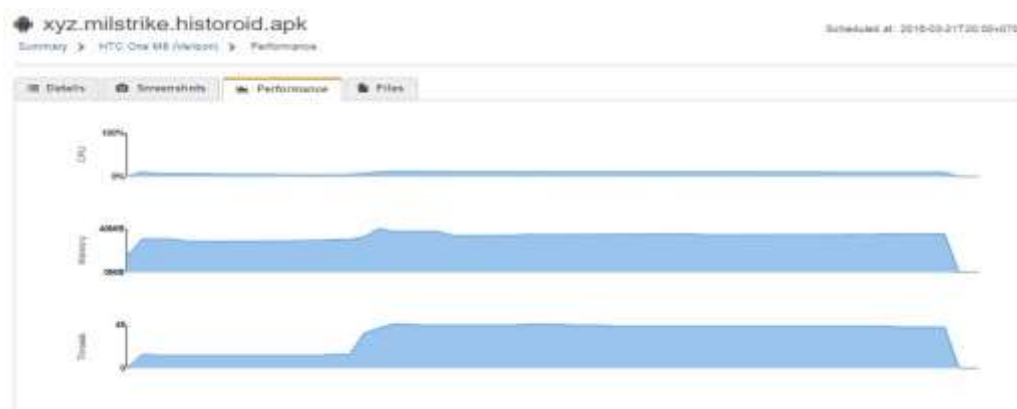 xyz.milstrike.historoid.apk
Summary > HTC One M8 (Verizon) > Performance
Details
Screenshots
Performance
Files
100%
0%
CPU
Memory
0